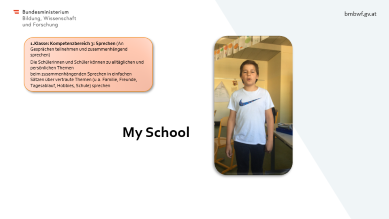 Bundesministerium
Bildung, Wissenschaft
und Forschung
bmbwf.gv.at
1.Klasse: Kompetenzbereich 3: Sprechen (An
Gesprächen teilnehmen und zusammenhängend
sprechen)
Die Schülerinnen und Schüler können zu alltäglichen und
persönlichen Themen
beim zusammenhängenden Sprechen in einfachen
Sätzen über vertraute Themen (u a. Familie, Freunde,
Tagesablauf, Hobbies, Schule) sprechen
My School